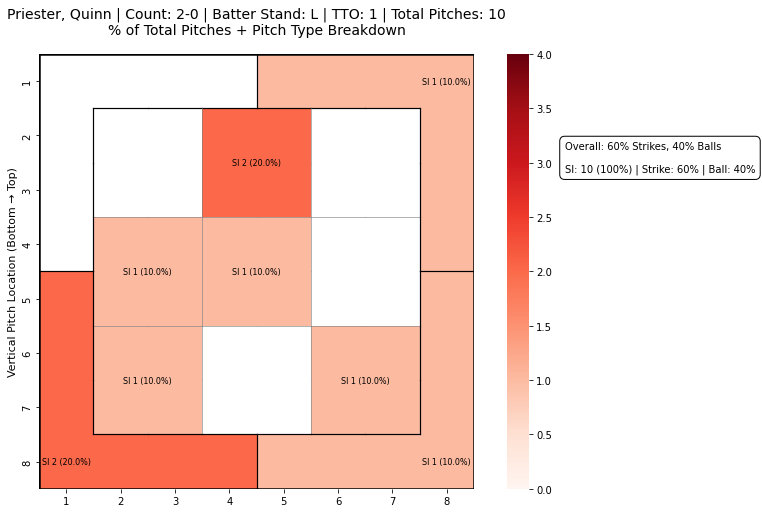 Priester, Quinn | Count: 2-0 | Batter Stand: L | TTO: 1 | Total Pitches: 10
% of Total Pitches + Pitch Type Breakdown
Vertical Pitch Location (Bottom → Top)
1
2
3
4
5
6
7
8
SI 1 (10.0%)
SI 2 (20.0%)
SI 1 (10.0%)
SI 1 (10.0%)
SI 1 (10.0%)
SI 1 (10.0%)
SI 2 (20.0%)
SI 1 (10.0%)
1
2
3
4
5
6
7
8
4.0
3.5
3.0
2.5
2.0
1.5
1.0
0.5
0.0
Overall: 60% Strikes, 40% Balls
SI: 10 (100%) | Strike: 60% | Ball: 40%